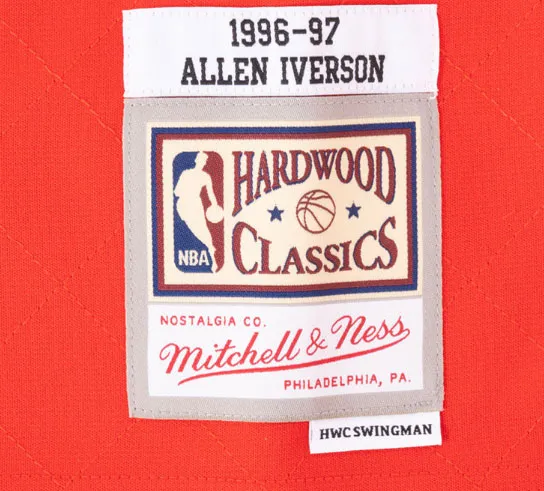 1996-97
ALLEN IVERSON
HARDWOOD
NBA
CLASSICS
NOSTALGIA CO.
Mitchell & Ness
PHILADELPHIA, PA.
HWC SWINGMAN